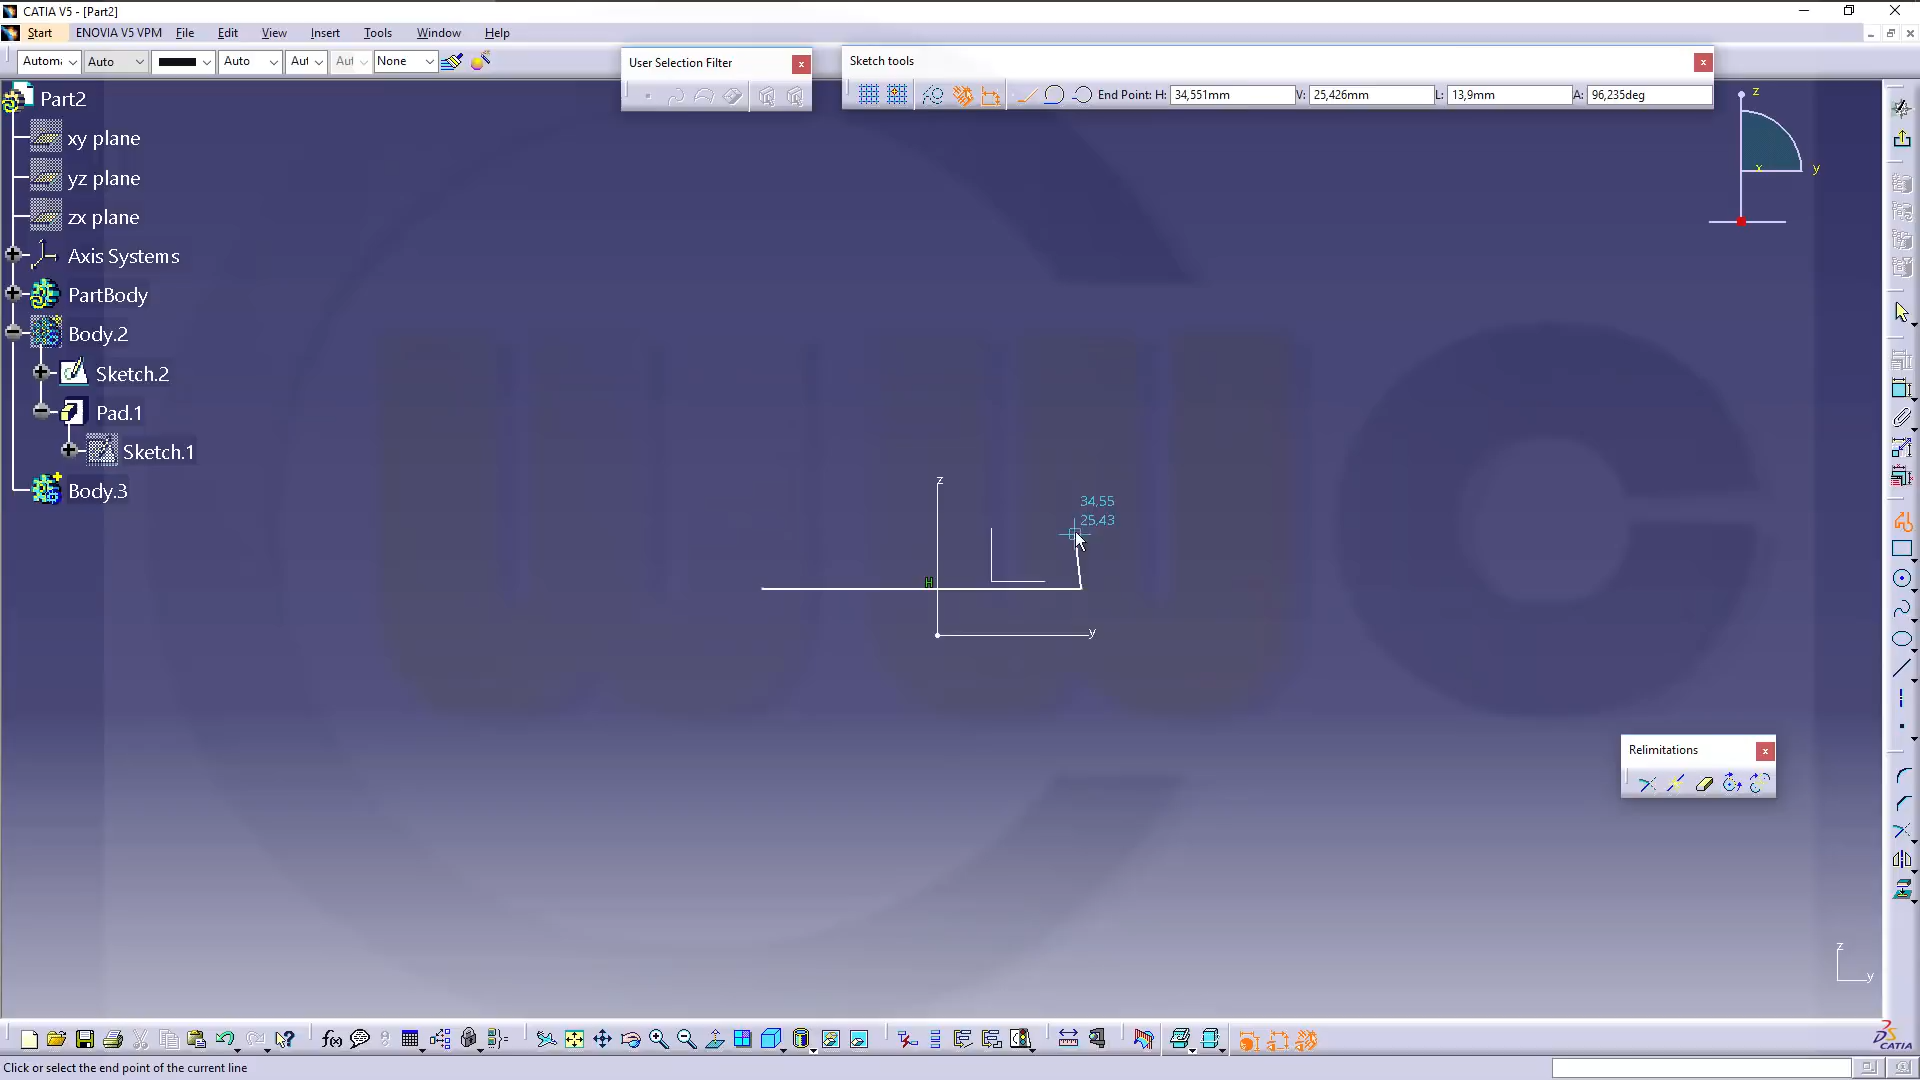 CATIA V5 - [Part2]
Start ENOVIA V5 VPM File Edit View Insert Tools Window Help
Auto Auto None
User Selection Filter
Sketch tools
End Point: H: 34,551mm V: 25,426mm L: 13,9mm A: 96,235deg
Part2
xy plane
yz plane
zx plane
Axis Systems
PartBody
Body.2
Sketch.2
Pad.1
Sketch.1
Body.3
z
x
y
z
34,55
25,43
H
y
Relimitations
z
y
CATIA
Click or select the end point of the current line